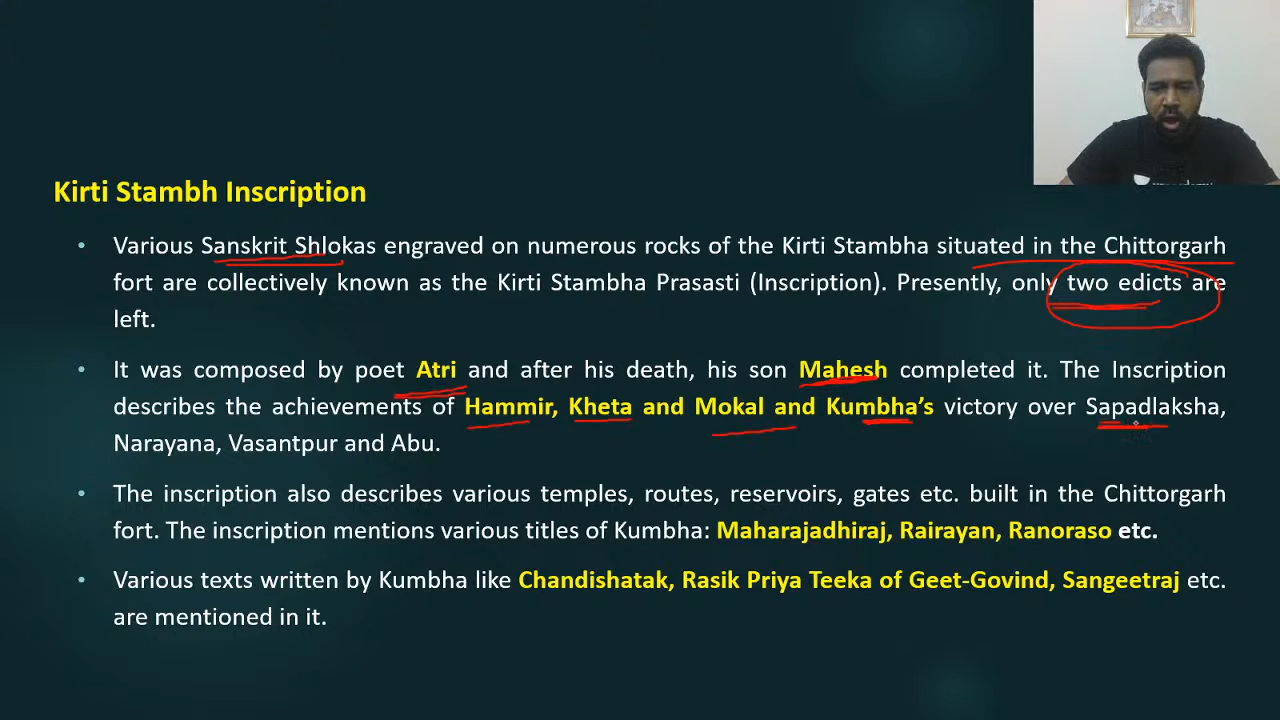 Kirti Stambh Inscription
• Various Sanskrit Shlokas engraved on numerous rocks of the Kirti Stambha situated in the Chittorgarh
fort are collectively known as the Kirti Stambha Prasasti (Inscription). Presently, only two edicts are
left.
• It was composed by poet Atri and after his death, his son Mahesh completed it. The Inscription
describes the achievements of Hammir, Kheta and Mokal and Kumbha’s victory over Sapadlaksha,
Narayana, Vasantpur and Abu.
• The inscription also describes various temples, routes, reservoirs, gates etc. built in the Chittorgarh
fort. The inscription mentions various titles of Kumbha: Maharajadhiraj, Rairayan, Ranoraso etc.
• Various texts written by Kumbha like Chandishatak, Rasik Priya Teeka of Geet-Govind, Sangeetraj etc.
are mentioned in it.